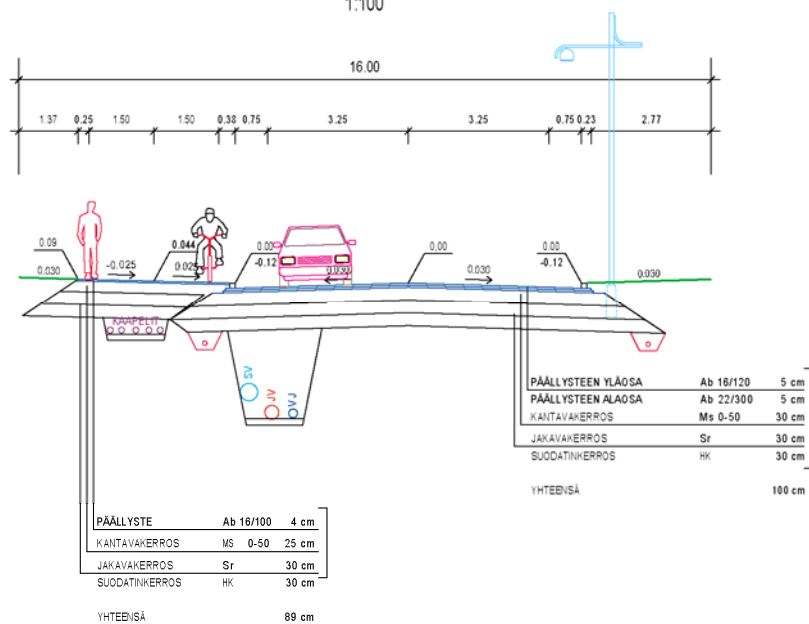 1:100
16.00
1.37 0.25 1.50 1.50 0.38 0.75 3.25 3.25 0.75 0.23 2.77
0.09 0.044 0.00 0,00 0.00
-0.025 0.025 -0.12 0.030 0.030 -0.12
0.030 0.030
KAAPELIT
SV
JV
VJ
PÄÄLLYSTEEN YLÄOSA Ab 16/120 5 cm
PÄÄLLYSTEEN ALAOSA Ab 22/300 5 cm
KANTAVAKERROS Ms 0-50 30 cm
JAKAVAKERROS Sr 30 cm
SUODATINKERROS HK 30 cm
YHTEENSÄ 100 cm
PÄÄLLYSTE Ab 16/100 4 cm
KANTAVAKERROS MS 0-50 25 cm
JAKAVAKERROS Sr 30 cm
SUODATINKERROS HK 30 cm
YHTEENSÄ 89 cm